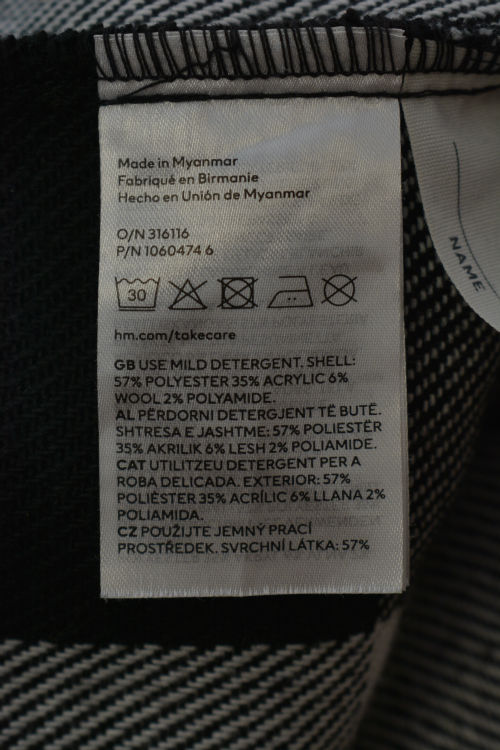 Made in Myanmar
Fabriqué en Birmanie
Hecho en Unión de Myanmar
O/N 316116
P/N 1060474 6
30
hm.com/takecare
GB USE MILD DETERGENT. SHELL:
57% POLYESTER 35% ACRYLIC 6%
WOOL 2% POLYAMIDE.
AL PËRDORNI DETERGJENT TË BUTË.
SHTRESA E JASHTME: 57% POLIESTËR
35% AKRILIK 6% LESH 2% POLIAMIDE.
CAT UTILITZEU DETERGENT PER A
ROBA DELICADA. EXTERIOR: 57%
POLIÈSTER 35% ACRÍLIC 6% LLANA 2%
POLIAMIDA.
CZ POUŽIJTE JEMNÝ PRACÍ
PROSTŘEDEK. SVRCHNÍ LÁTKA: 57%
NAME